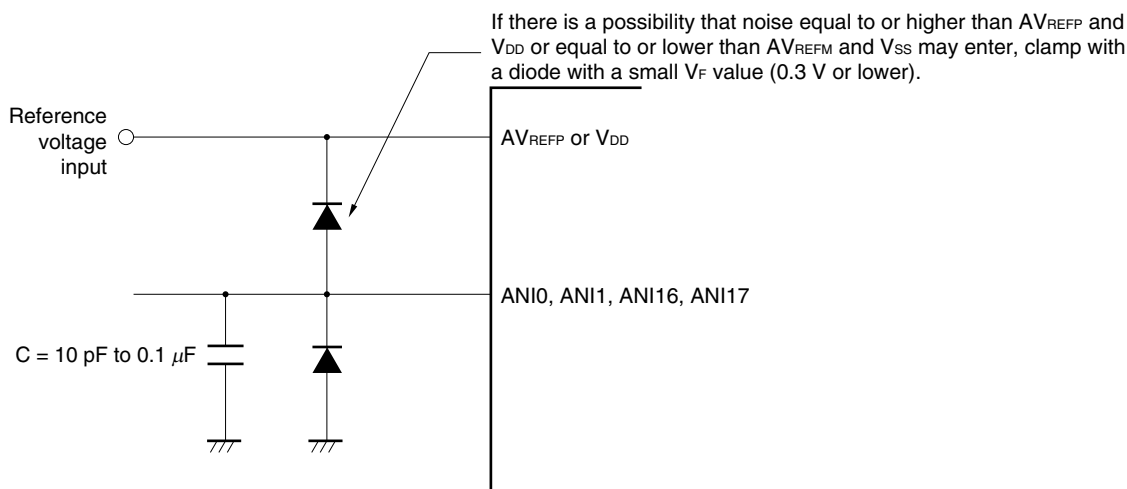 If there is a possibility that noise equal to or higher than AVREFP and
VDD or equal to or lower than AVREFM and VSS may enter, clamp with
a diode with a small VF value (0.3 V or lower).
Reference
voltage
input
AVREFP or VDD
ANI0, ANI1, ANI16, ANI17
C = 10 pF to 0.1 μF